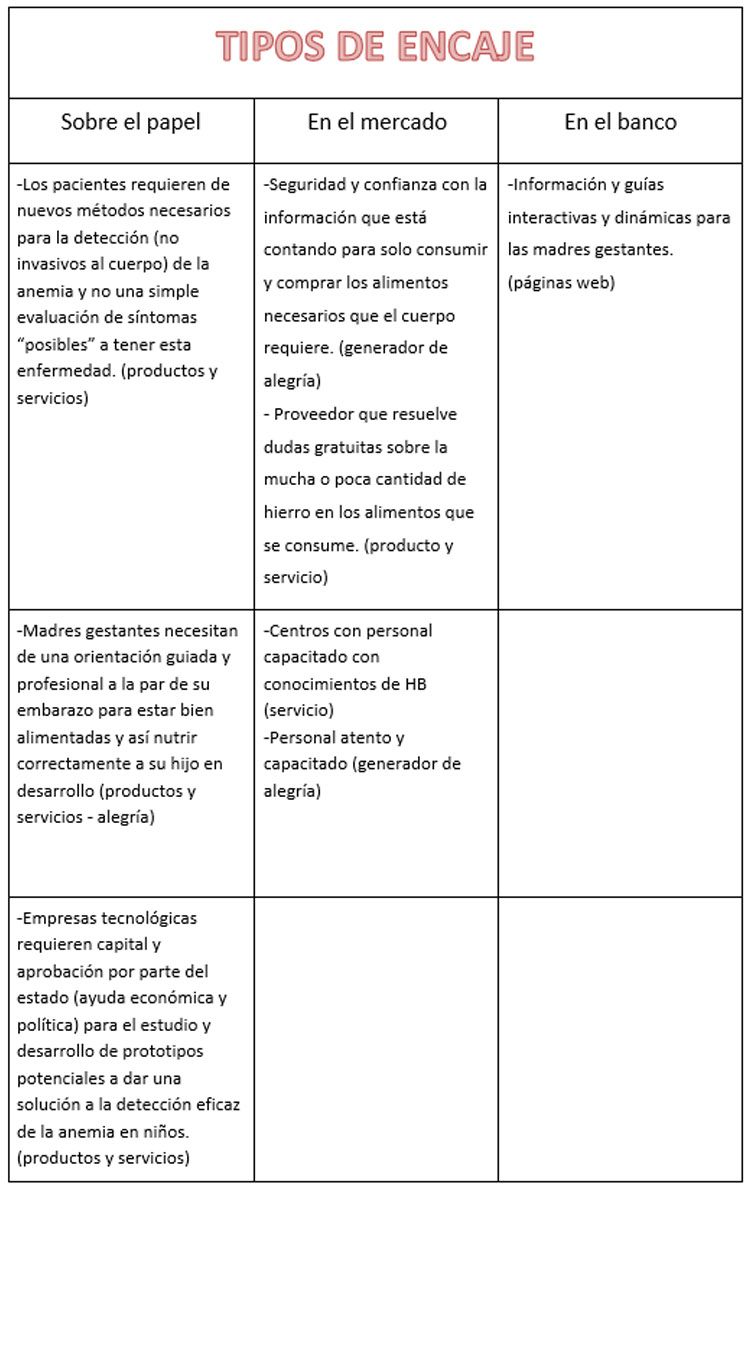 TIPOS DE ENCAJE
Sobre el papel
En el mercado
En el banco
-Los pacientes requieren de
nuevos métodos necesarios
para la detección (no
invasivos al cuerpo) de la
anemia y no una simple
evaluación de síntomas
“posibles” a tener esta
enfermedad. (productos y
servicios)
-Seguridad y confianza con la
información que está
contando para solo consumir
y comprar los alimentos
necesarios que el cuerpo
requiere. (generador de
alegría)
- Proveedor que resuelve
dudas gratuitas sobre la
mucha o poca cantidad de
hierro en los alimentos que
se consume. (producto y
servicio)
-Información y guías
interactivas y dinámicas para
las madres gestantes.
(páginas web)
-Madres gestantes necesitan
de una orientación guiada y
profesional a la par de su
embarazo para estar bien
alimentadas y así nutrir
correctamente a su hijo en
desarrollo (productos y
servicios - alegría)
-Centros con personal
capacitado con
conocimientos de HB
(servicio)
-Personal atento y
capacitado (generador de
alegría)
-Empresas tecnológicas
requieren capital y
aprobación por parte del
estado (ayuda económica y
política) para el estudio y
desarrollo de prototipos
potenciales a dar una
solución a la detección eficaz
de la anemia en niños.
(productos y servicios)